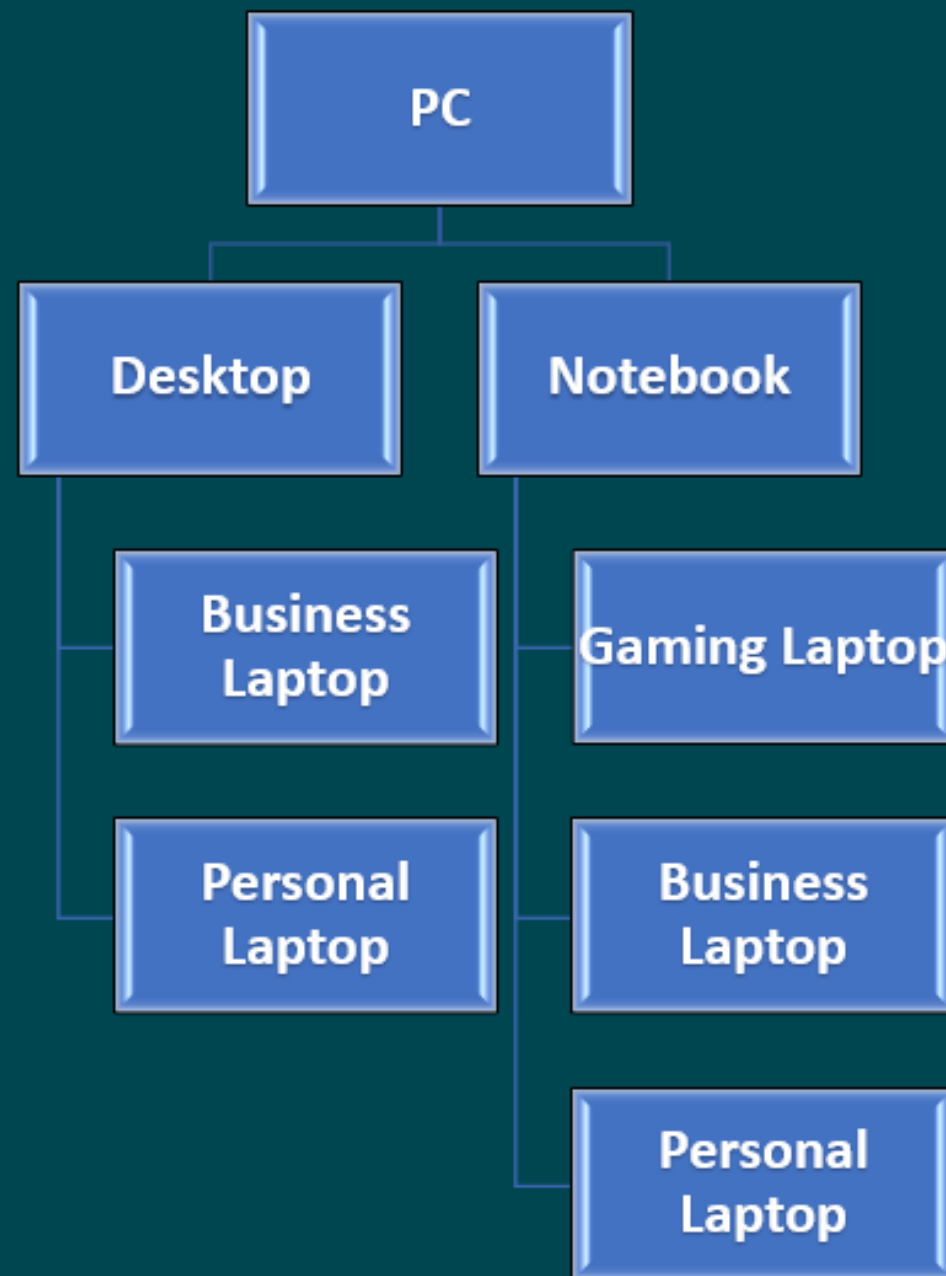 PC
Desktop
Notebook
Business
Laptop
Personal
Laptop
Gaming Laptop
Business
Laptop
Personal
Laptop